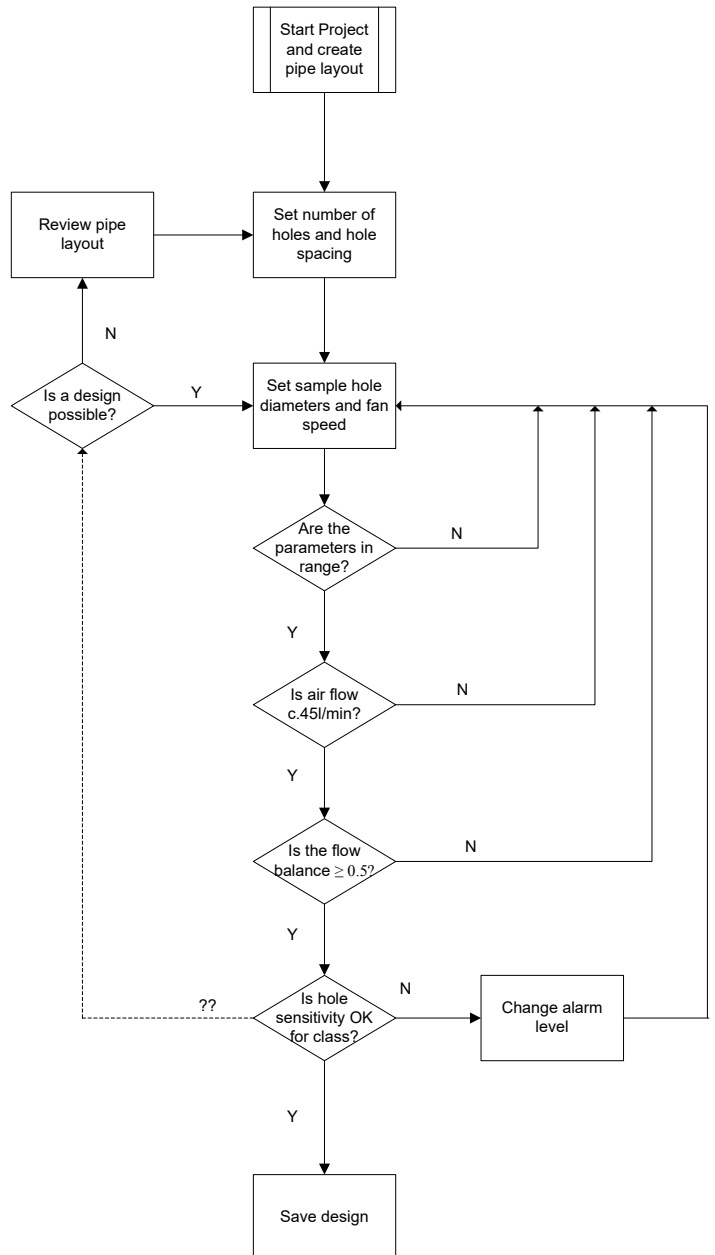 Start Project
and create
pipe layout
Review pipe
layout
Set number of
holes and hole
spacing
N
Is a design
possible?
Y
Set sample hole
diameters and fan
speed
Are the
parameters in
range?
N
Y
Is air flow
c.45l/min?
N
Y
Is the flow
balance ≥ 0.5?
N
Y
??
Is hole
sensitivity OK
for class?
N
Change alarm
level
Y
Save design